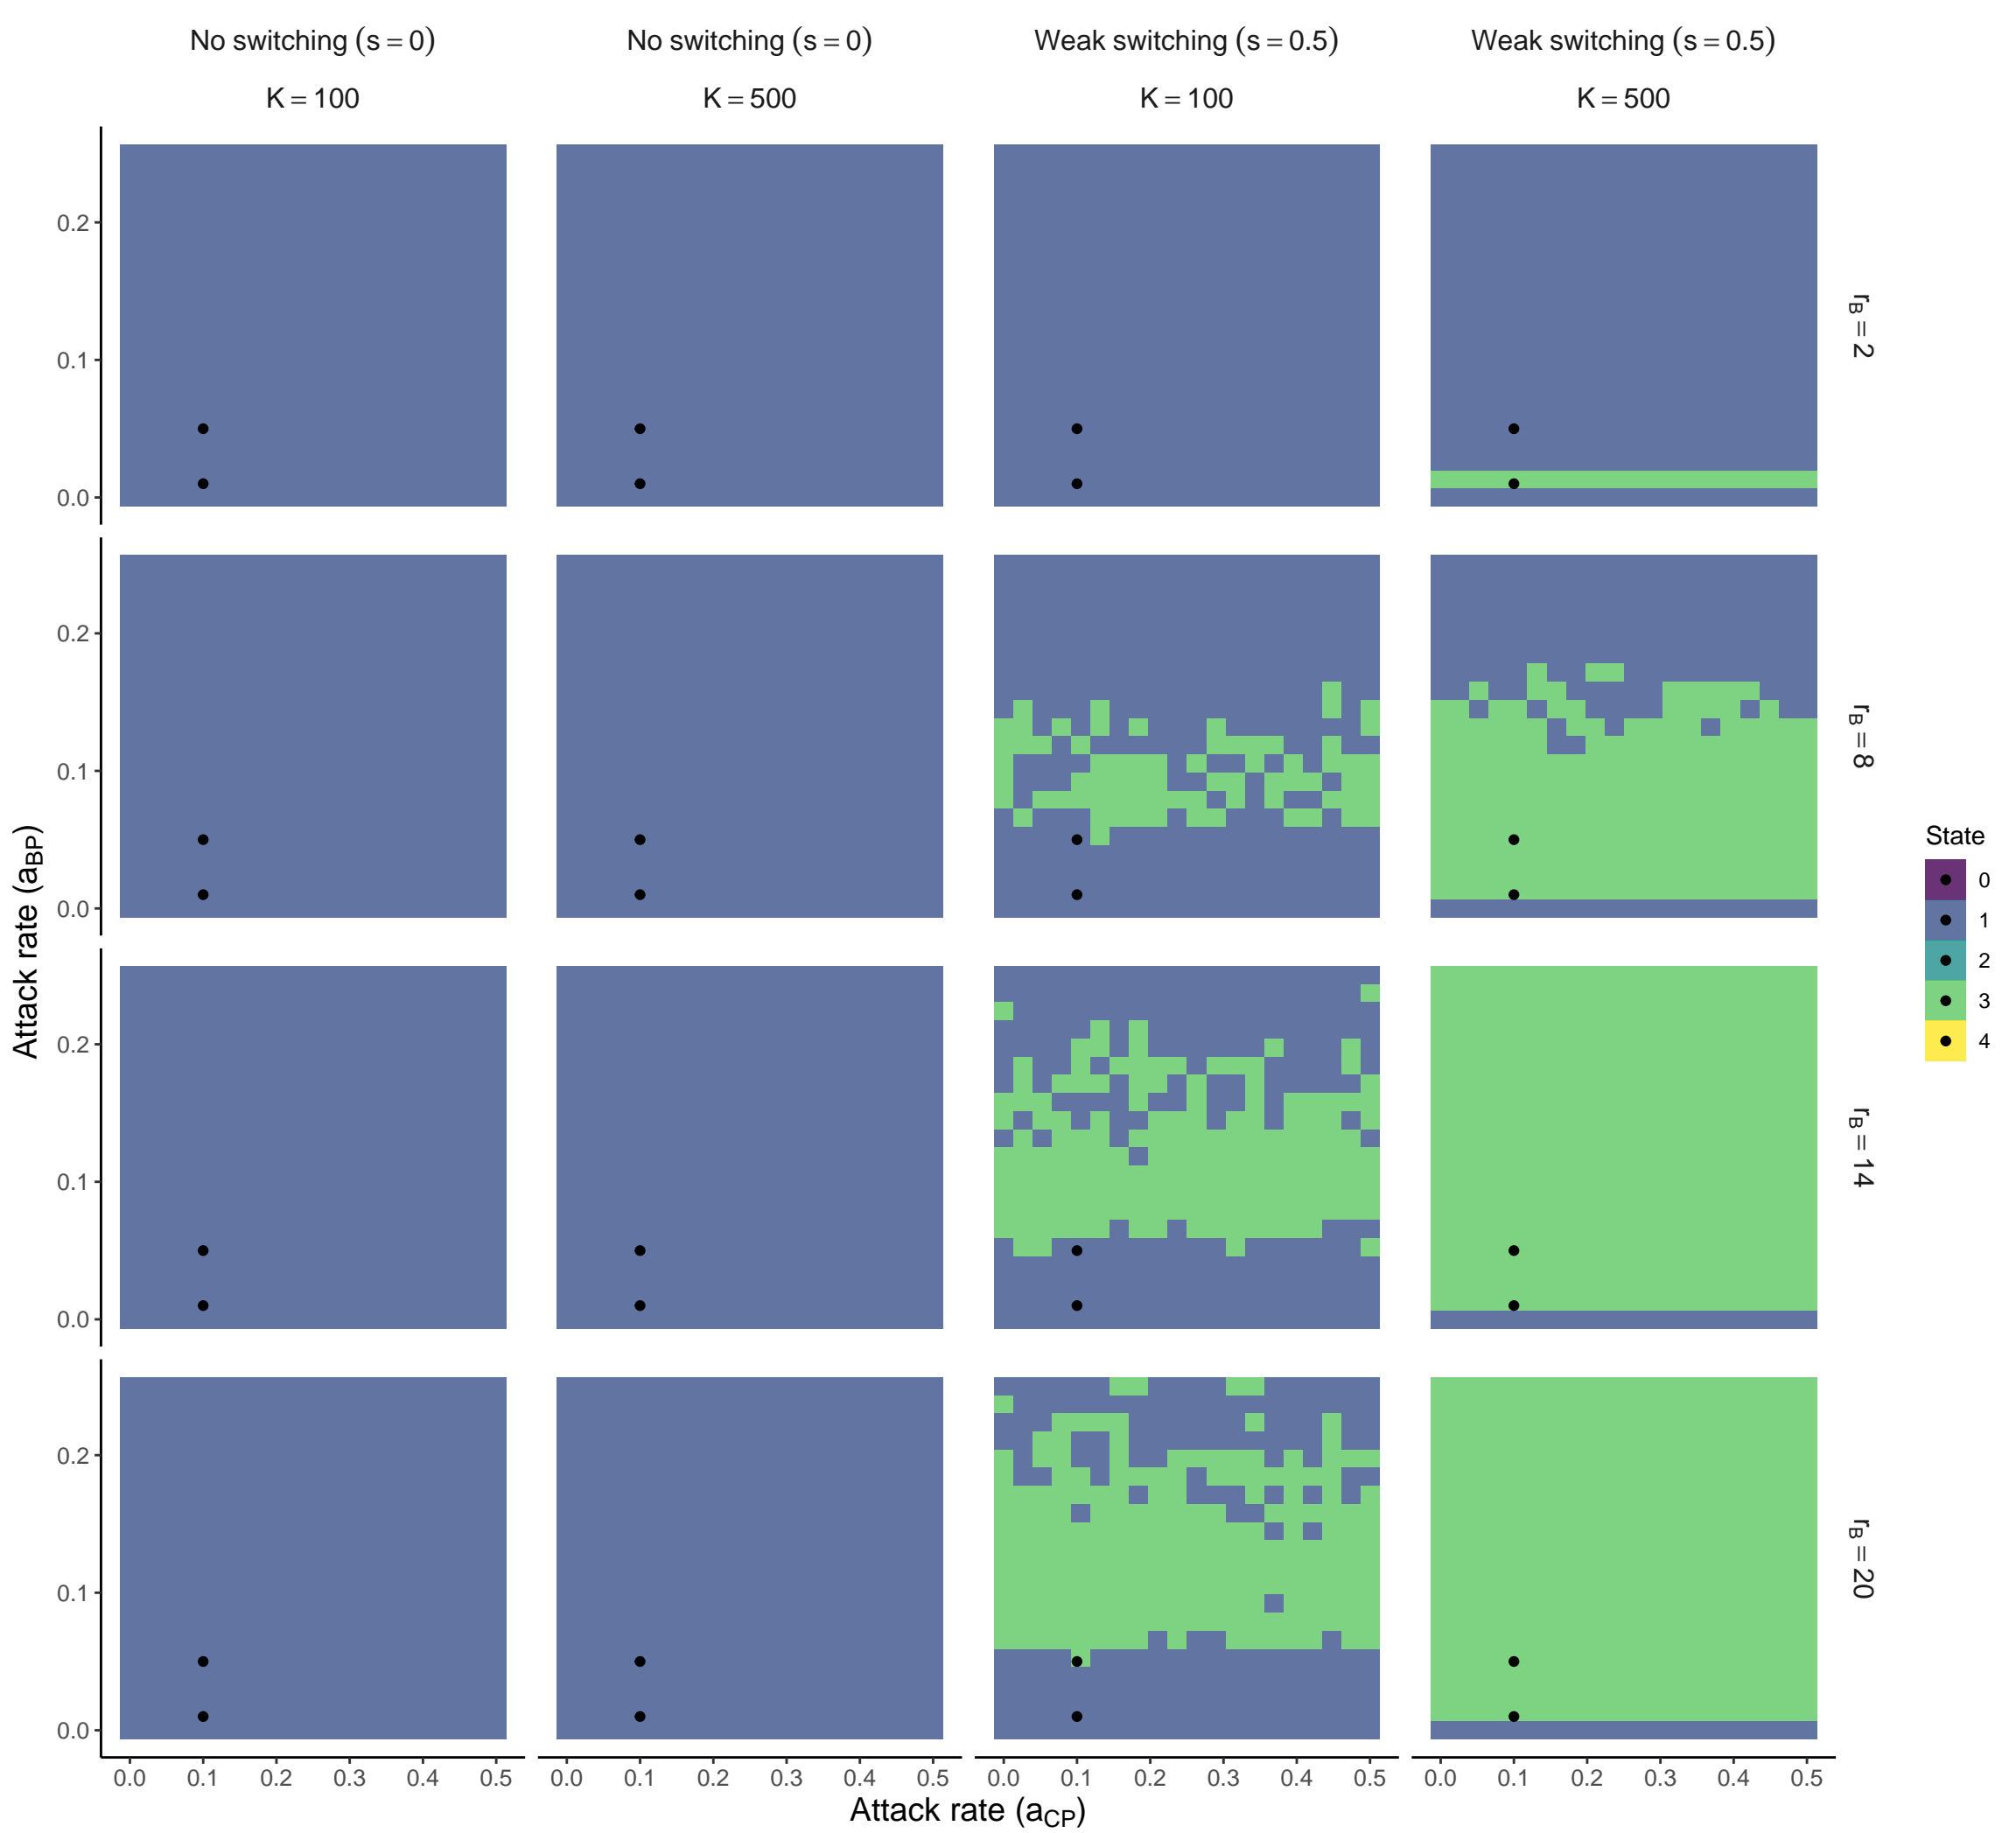 No switching (s = 0) No switching (s = 0) Weak switching (s = 0.5) Weak switching (s = 0.5)
K = 100 K = 500 K = 100 K = 500
0.2
0.1
0.0
r_B = 2
0.2
0.1
0.0
r_B = 8
Attack rate (a_BP)
State
0
1
2
3
4
0.2
0.1
0.0
r_B = 14
0.2
0.1
0.0
r_B = 20
0.0 0.1 0.2 0.3 0.4 0.5 0.0 0.1 0.2 0.3 0.4 0.5 0.0 0.1 0.2 0.3 0.4 0.5 0.0 0.1 0.2 0.3 0.4 0.5
Attack rate (a_CP)